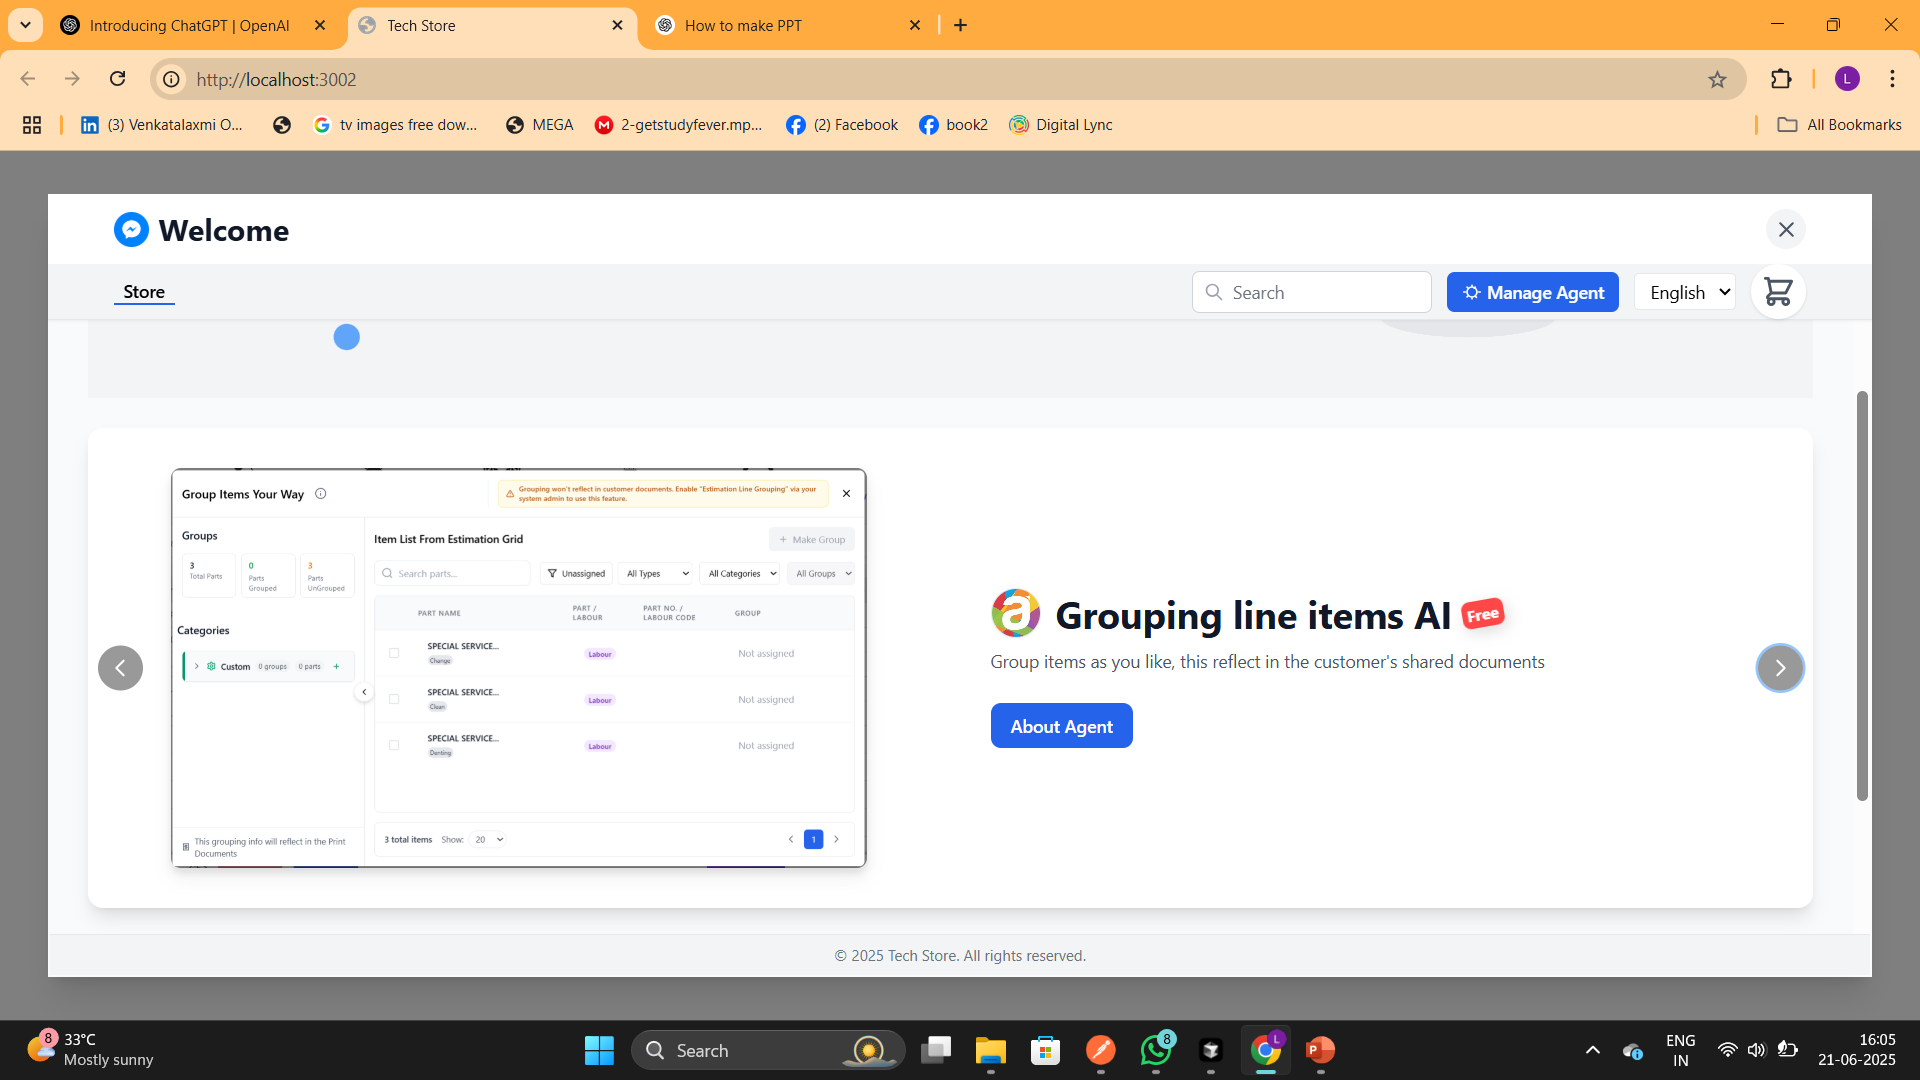 Introducing ChatGPT | OpenAI
Tech Store
How to make PPT
http://localhost:3002
L
(3) Venkatalaxmi O...
tv images free dow...
MEGA
2-getstudyfever.mp...
(2) Facebook
book2
Digital Lync
All Bookmarks
Welcome
Store
Search
Manage Agent
English
Group Items Your Way
Grouping won't reflect in customer documents. Enable "Estimation Line Grouping" via your
system admin to use this feature.
Groups
3
Total Parts
0
Parts
Grouped
3
Parts
UnGrouped
Categories
Custom 0 groups 0 parts +
This grouping info will reflect in the Print
Documents
Item List From Estimation Grid
+ Make Group
Search parts...
Unassigned
All Types
All Categories
All Groups
PART NAME
PART /
LABOUR
PART NO. /
LABOUR CODE
GROUP
SPECIAL SERVICE...
Change
Labour
Not assigned
SPECIAL SERVICE...
Clean
Labour
Not assigned
SPECIAL SERVICE...
Denting
Labour
Not assigned
3 total items Show: 20
1
Grouping line items AI Free
Group items as you like, this reflect in the customer's shared documents
About Agent
© 2025 Tech Store. All rights reserved.
8
33°C
Mostly sunny
Search
8
L
P
ENG
IN
16:05
21-06-2025